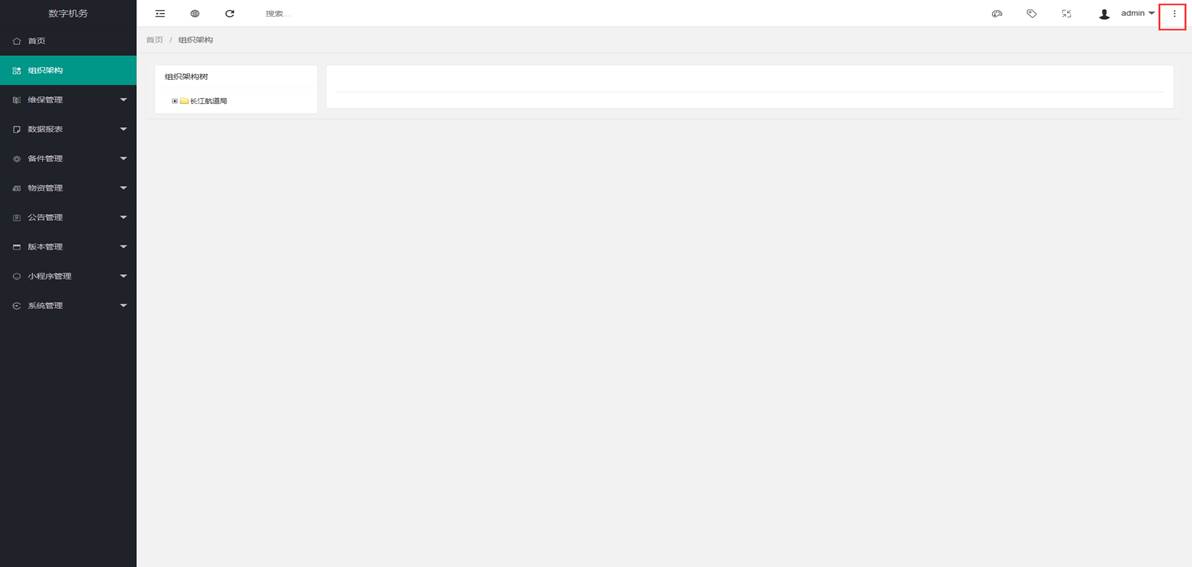 数字机务
搜索...
admin
首页
首页 / 组织架构
组织架构
组织架构树
维保管理
长江航道局
数据报表
备件管理
物资管理
公告管理
版本管理
小程序管理
系统管理